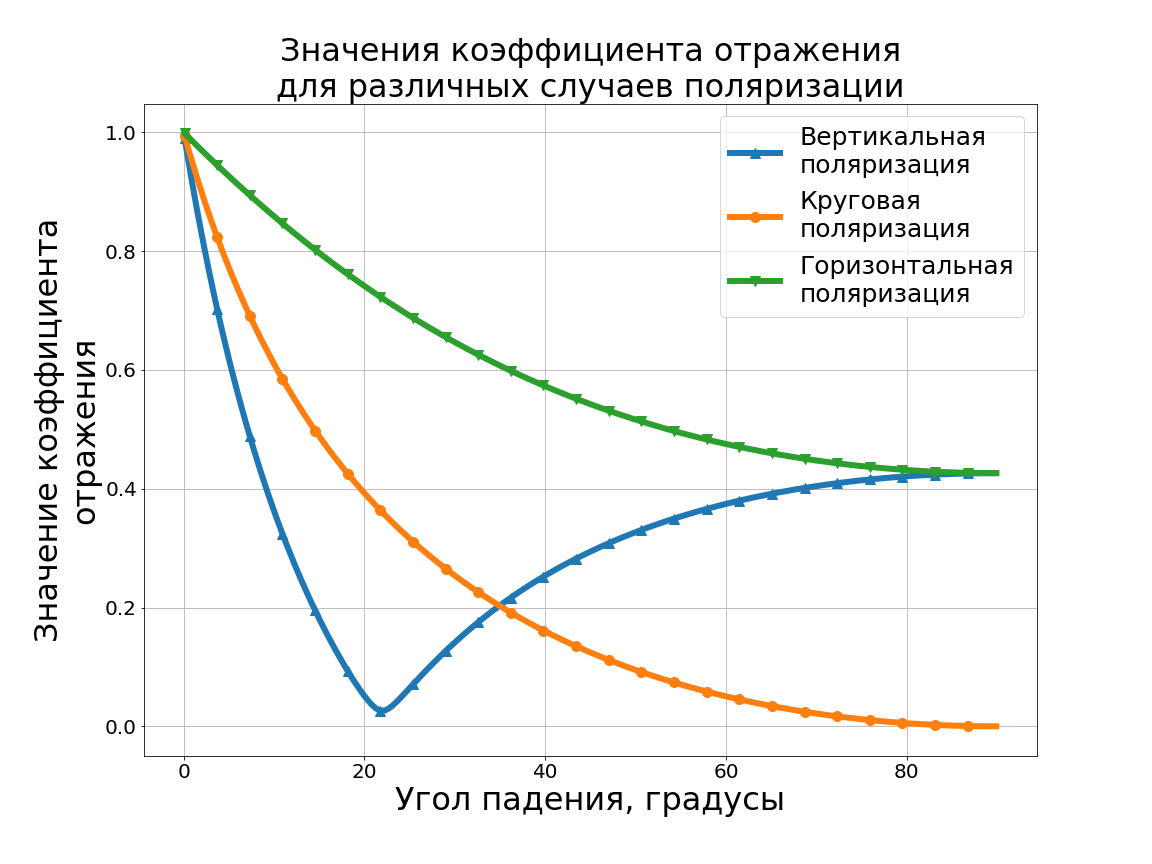 Значения коэффициента отражения
для различных случаев поляризации
Значение коэффициента
отражения
1.0
0.8
0.6
0.4
0.2
0.0
Вертикальная
поляризация
Круговая
поляризация
Горизонтальная
поляризация
0
20
40
60
80
Угол падения, градусы